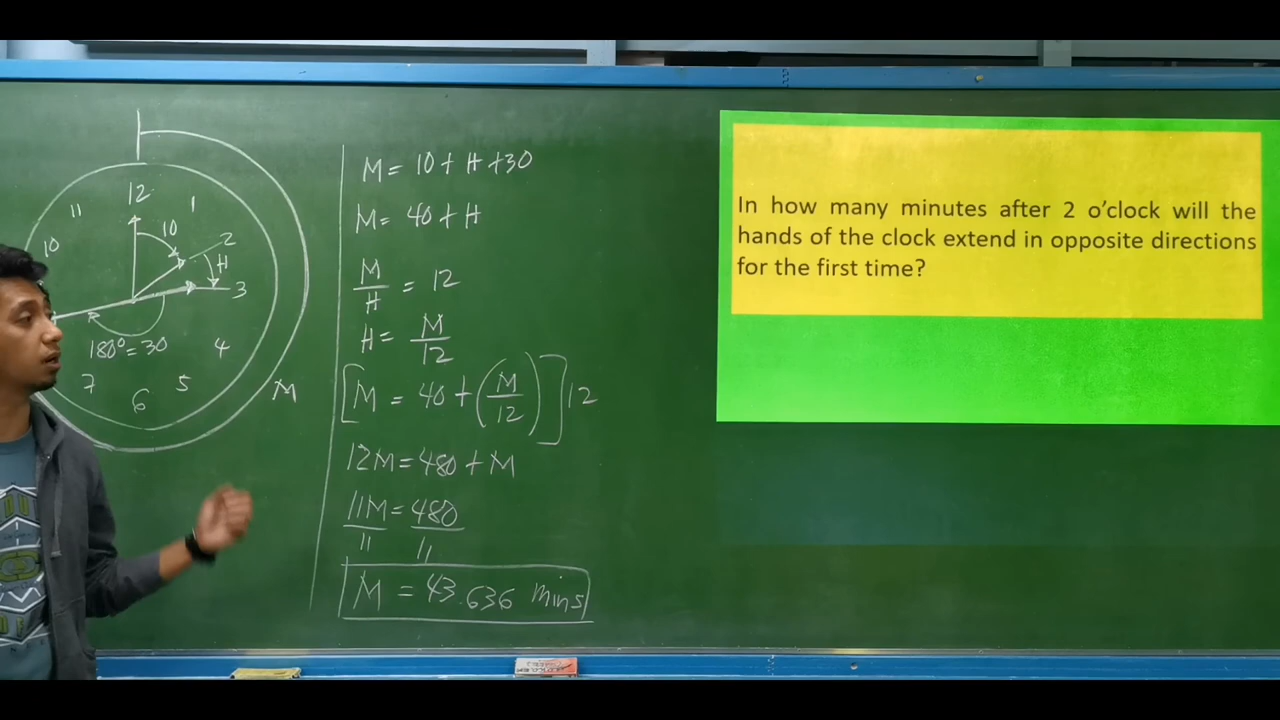 12
11
1
10
10
2
H
3
180° = 30
4
7
5
6
M
M = 10 + H + 30
M = 40 + H
M/H = 12
H = M/12
[M = 40 + (M/12)]12
12M = 480 + M
11M = 480
11 11
M = 43.636 mins
In how many minutes after 2 o’clock will the
hands of the clock extend in opposite directions
for the first time?